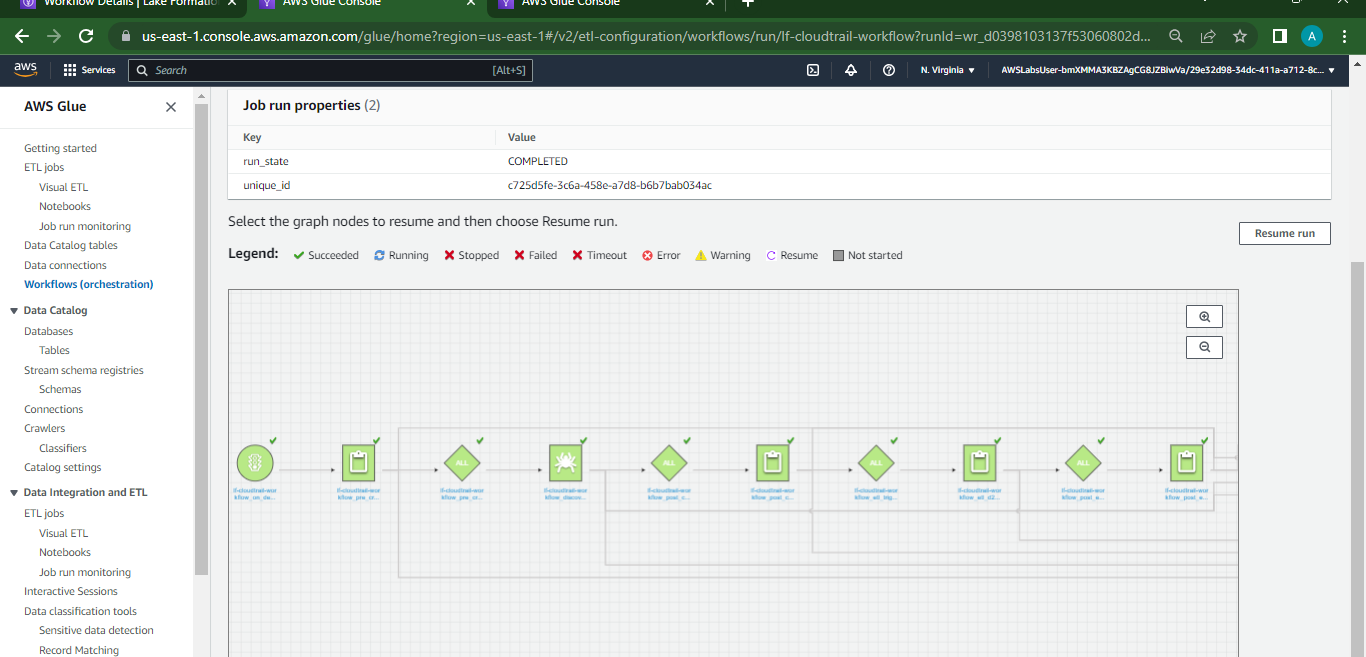 Workflow Details | Lake Formation
AWS Glue Console
AWS Glue Console
us-east-1.console.aws.amazon.com/glue/home?region=us-east-1#/v2/etl-configuration/workflows/run/lf-cloudtrail-workflow?runId=wr_d0398103137f53060802d...
A
aws
Services
Search
[Alt+S]
N. Virginia
AWSLabsUser-bmXMMA3KBZAgCG8JZBiwVa/29e32d98-34dc-411a-a712-8c...
AWS Glue
Getting started
ETL jobs
Visual ETL
Notebooks
Job run monitoring
Data Catalog tables
Data connections
Workflows (orchestration)
Data Catalog
Databases
Tables
Stream schema registries
Schemas
Connections
Crawlers
Classifiers
Catalog settings
Data Integration and ETL
ETL jobs
Visual ETL
Notebooks
Job run monitoring
Interactive Sessions
Data classification tools
Sensitive data detection
Record Matching
Job run properties (2)
Key Value
run_state COMPLETED
unique_id c725d5fe-3c6a-458e-a7d8-b6b7bab034ac
Select the graph nodes to resume and then choose Resume run.
Resume run
Legend: Succeeded Running Stopped Failed Timeout Error Warning Resume Not started
ALL
ALL
ALL
ALL
lf-cloudtrail-wor
kflow_on_de...
lf-cloudtrail-wor
kflow_pre_cr...
lf-cloudtrail-wor
kflow_pre_cr...
lf-cloudtrail-wor
kflow_discov...
lf-cloudtrail-wor
kflow_post_c...
lf-cloudtrail-wor
kflow_post_c...
lf-cloudtrail-wor
kflow_etl_trig...
lf-cloudtrail-wor
lf-cloudtrail-wor
kflow_post_e...
lf-cloudtrail-wor
kflow_post_e...